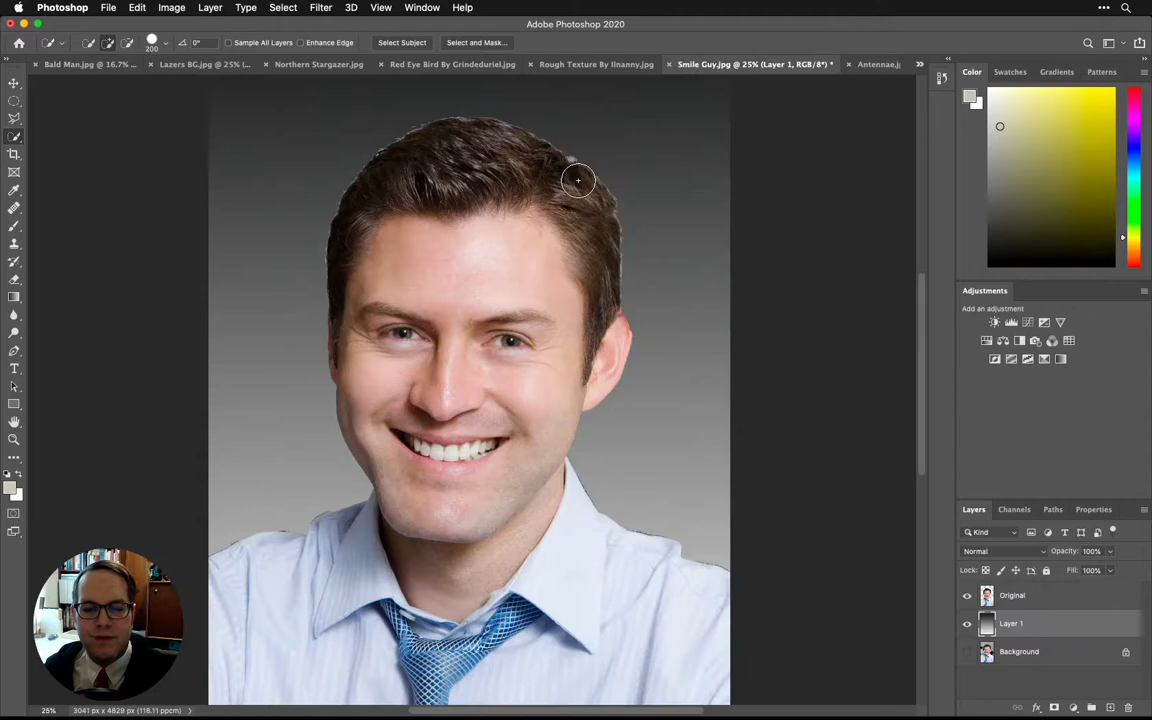 Photoshop File Edit Image Layer Type Select Filter 3D View Window Help
Adobe Photoshop 2020
200 0° Sample All Layers Enhance Edge Select Subject Select and Mask...
Bald Man.jpg @ 16.7% ... Lazers BG.jpg @ 25% (... Northern Stargazer.jpg Red Eye Bird By Grindeduriel.jpg Rough Texture By Ilnanny.jpg Smile Guy.jpg @ 25% (Layer 1, RGB/8*) * Antennae.jp
Color Swatches Gradients Patterns
Adjustments
Add an adjustment
Layers Channels Paths Properties
Kind
Normal Opacity: 100%
Lock: Fill: 100%
Original
Layer 1
Background
25% 3041 px x 4829 px (118.11 ppcm)